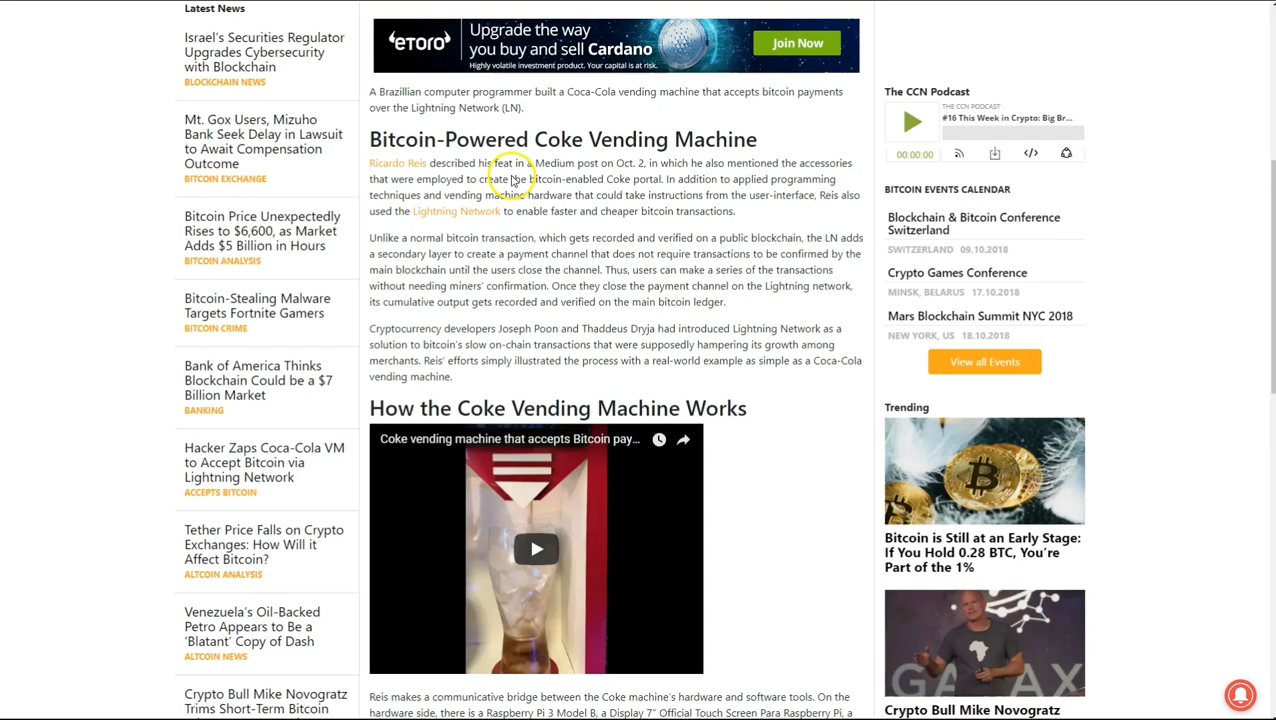 Latest News
Israel's Securities Regulator
Upgrades Cybersecurity
with Blockchain
BLOCKCHAIN NEWS
Mt. Gox Users, Mizuho
Bank Seek Delay in Lawsuit
to Await Compensation
Outcome
BITCOIN EXCHANGE
Bitcoin Price Unexpectedly
Rises to $6,600, as Market
Adds $5 Billion in Hours
BITCOIN ANALYSIS
Bitcoin-Stealing Malware
Targets Fortnite Gamers
BITCOIN CRIME
Bank of America Thinks
Blockchain Could be a $7
Billion Market
BANKING
Hacker Zaps Coca-Cola VM
to Accept Bitcoin via
Lightning Network
ACCEPTS BITCOIN
Tether Price Falls on Crypto
Exchanges: How Will it
Affect Bitcoin?
ALTCOIN ANALYSIS
Venezuela's Oil-Backed
Petro Appears to Be a
'Blatant' Copy of Dash
ALTCOIN NEWS
Crypto Bull Mike Novogratz
Trims Short-Term Bitcoin
eToro
Upgrade the way
you buy and sell Cardano
Highly volatile investment product. Your capital is at risk.
Join Now
A Brazillian computer programmer built a Coca-Cola vending machine that accepts bitcoin payments
over the Lightning Network (LN).
Bitcoin-Powered Coke Vending Machine
Ricardo Reis described his feat in a Medium post on Oct. 2, in which he also mentioned the accessories
that were employed to create the bitcoin-enabled Coke portal. In addition to applied programming
techniques and vending machine hardware that could take instructions from the user-interface, Reis also
used the Lightning Network to enable faster and cheaper bitcoin transactions.
Unlike a normal bitcoin transaction, which gets recorded and verified on a public blockchain, the LN adds
a secondary layer to create a payment channel that does not require transactions to be confirmed by the
main blockchain until the users close the channel. Thus, users can make a series of the transactions
without needing miners' confirmation. Once they close the payment channel on the Lightning network,
its cumulative output gets recorded and verified on the main bitcoin ledger.
Cryptocurrency developers Joseph Poon and Thaddeus Dryja had introduced Lightning Network as a
solution to bitcoin's slow on-chain transactions that were supposedly hampering its growth among
merchants. Reis' efforts simply illustrated the process with a real-world example as simple as a Coca-Cola
vending machine.
How the Coke Vending Machine Works
Coke vending machine that accepts Bitcoin pay...
Reis makes a communicative bridge between the Coke machine's hardware and software tools. On the
hardware side, there is a Raspberry Pi 3 Model B, a Display 7" Official Touch Screen Para Raspberry Pi, a
The CCN Podcast
THE CCN PODCAST
#16 This Week in Crypto: Big Br...
00:00:00
BITCOIN EVENTS CALENDAR
Blockchain & Bitcoin Conference
Switzerland
SWITZERLAND 09.10.2018
Crypto Games Conference
MINSK, BELARUS 17.10.2018
Mars Blockchain Summit NYC 2018
NEW YORK, US 18.10.2018
View all Events
Trending
Bitcoin is Still at an Early Stage:
If You Hold 0.28 BTC, You're
Part of the 1%
GALAX
Crypto Bull Mike Novogratz